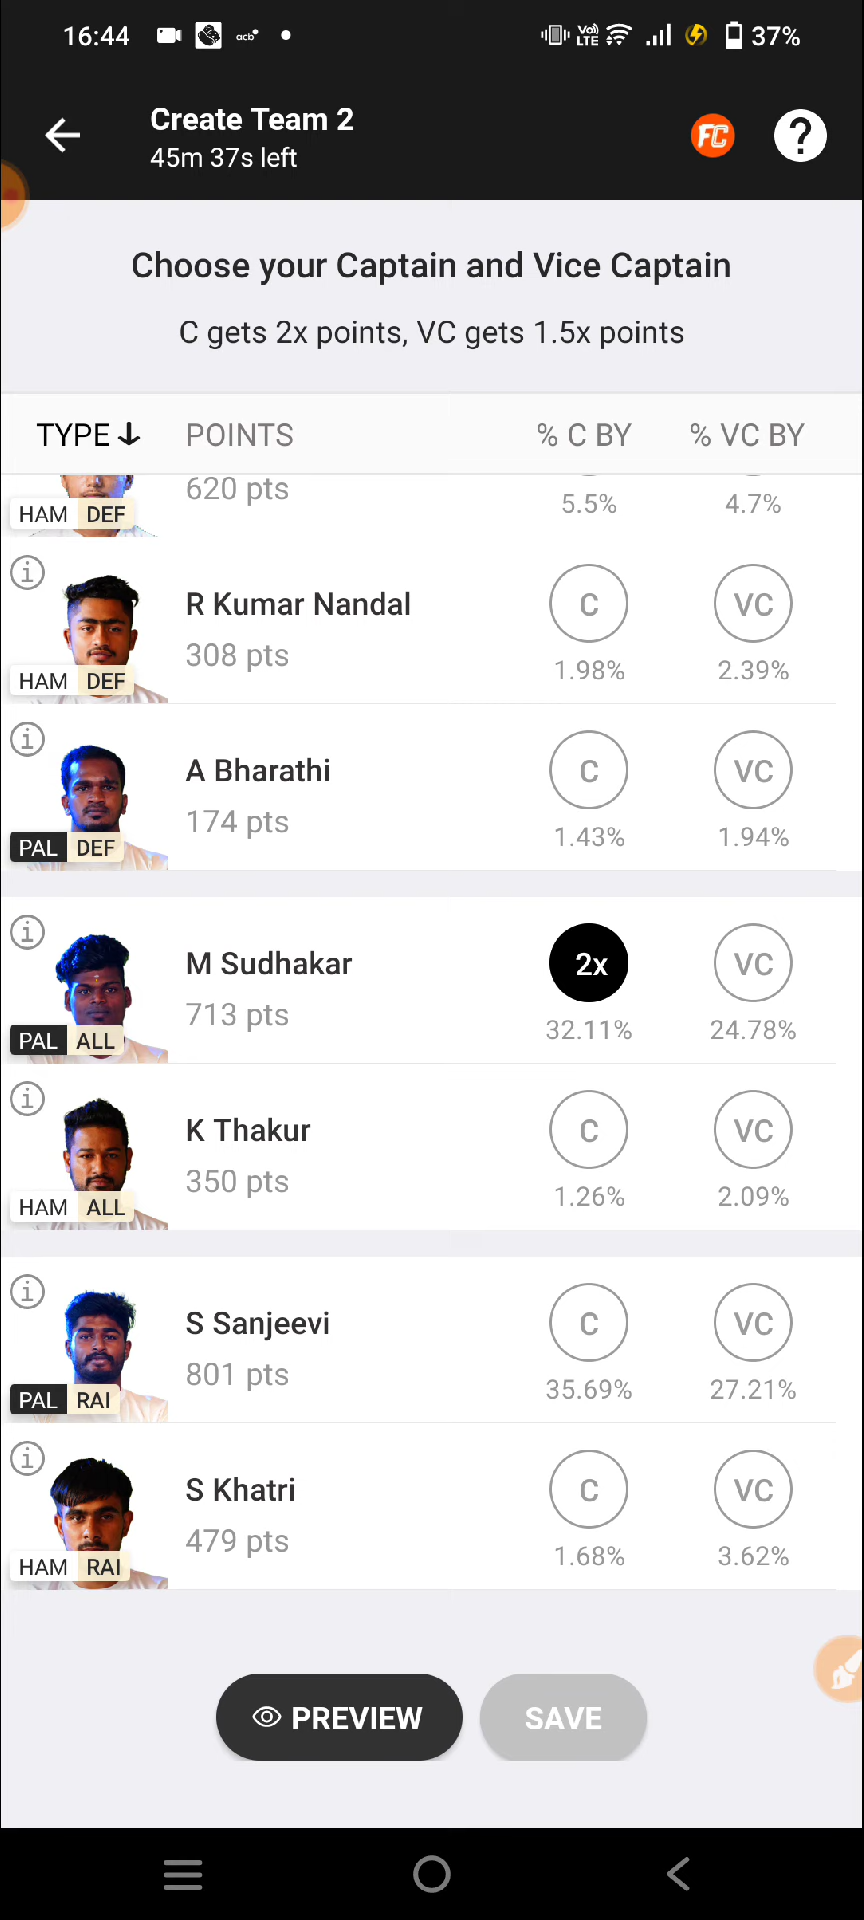 16:44 acb VoLTE 37%
Create Team 2
45m 37s left
FC ?
Choose your Captain and Vice Captain
C gets 2x points, VC gets 1.5x points
TYPE POINTS % C BY % VC BY
620 pts
5.5% 4.7%
HAM DEF
R Kumar Nandal
308 pts
C VC
1.98% 2.39%
HAM DEF
A Bharathi
174 pts
C VC
1.43% 1.94%
PAL DEF
M Sudhakar
713 pts
2x VC
32.11% 24.78%
PAL ALL
K Thakur
350 pts
C VC
1.26% 2.09%
HAM ALL
S Sanjeevi
801 pts
C VC
35.69% 27.21%
PAL RAI
S Khatri
479 pts
C VC
1.68% 3.62%
HAM RAI
PREVIEW SAVE